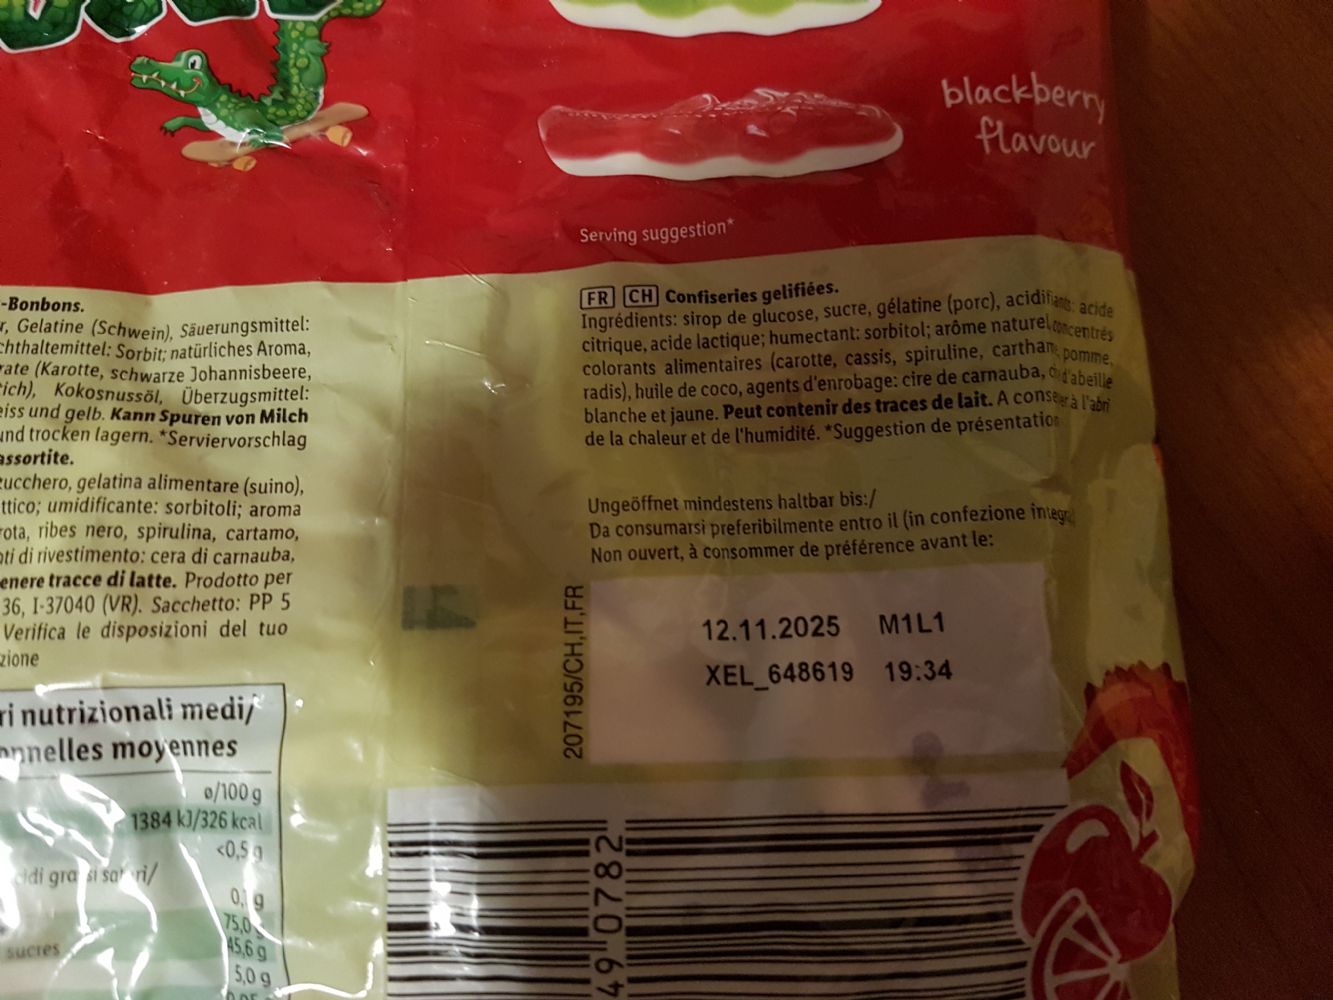 blackberry
flavour
Serving suggestion*
-Bonbons.
r, Gelatine (Schwein), Säuerungsmittel:
chthaltemittel: Sorbit; natürliches Aroma,
rate (Karotte, schwarze Johannisbeere,
tich), Kokosnussöl, Überzugsmittel:
eiss und gelb. Kann Spuren von Milch
und trocken lagern. *Serviervorschlag
assortite.
zucchero, gelatina alimentare (suino),
ttico; umidificante: sorbitoli; aroma
rota, ribes nero, spirulina, cartamo,
nti di rivestimento: cera di carnauba,
enere tracce di latte. Prodotto per
36, I-37040 (VR). Sacchetto: PP 5
Verifica le disposizioni del tuo
zione
ri nutrizionali medi/
onnelles moyennes
ø/100 g
1384 kJ/326 kcal
<0,5 g
sucres
45,6 g
5,0 g
FR CH Confiseries gelifiées.
Ingrédients: sirop de glucose, sucre, gélatine (porc), acidifiants: acide
citrique, acide lactique; humectant: sorbitol; arôme naturel, concentrés
colorants alimentaires (carotte, cassis, spiruline, carthame, pomme,
radis), huile de coco, agents d'enrobage: cire de carnauba, d'abeille
blanche et jaune. Peut contenir des traces de lait. A conserver à l'abri
de la chaleur et de l'humidité. *Suggestion de présentation
Ungeöffnet mindestens haltbar bis:/
Da consumarsi preferibilmente entro il (in confezione integra)
Non ouvert, à consommer de préférence avant le:
207195/CH,IT,FR
12.11.2025 M1L1
XEL_648619 19:34
49 0782